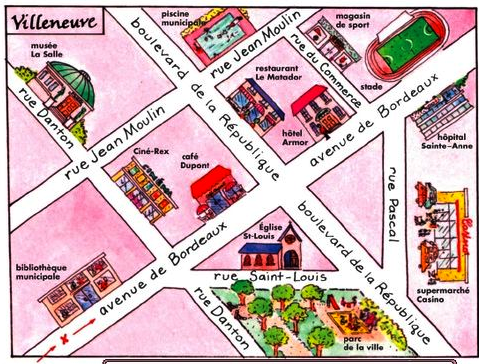 Villeneuve
piscine
municipale
rue Jean Moulin
magasin
de sport
musée
La Salle
boulevard de la République
rue du Commerce
stade
restaurant
Le Matador
avenue de Bordeaux
rue Danton
hôtel
Armor
hôpital
Sainte-Anne
rue Jean Moulin
Ciné-Rex
café
Dupont
rue Pascal
Église
St-Louis
boulevard de la République
Casino
bibliothèque
municipale
avenue de Bordeaux
rue Saint-Louis
supermarché
Casino
rue Danton
parc
de la ville
x